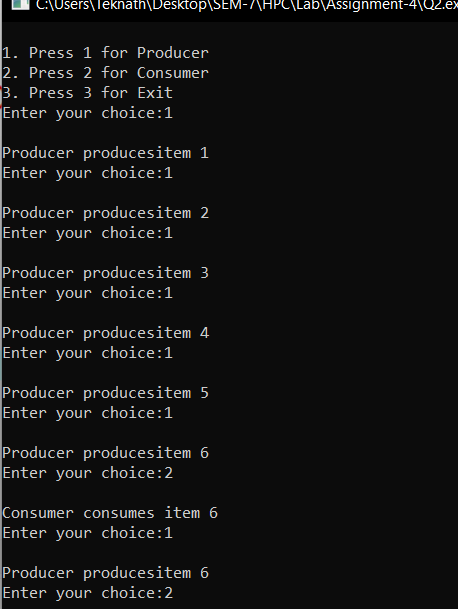 C:\Users\Teknath\Desktop\SEM-7\HPC\Lab\Assignment-4\Q2.ex
1. Press 1 for Producer
2. Press 2 for Consumer
3. Press 3 for Exit
Enter your choice:1
Producer producesitem 1
Enter your choice:1
Producer producesitem 2
Enter your choice:1
Producer producesitem 3
Enter your choice:1
Producer producesitem 4
Enter your choice:1
Producer producesitem 5
Enter your choice:1
Producer producesitem 6
Enter your choice:2
Consumer consumes item 6
Enter your choice:1
Producer producesitem 6
Enter your choice:2